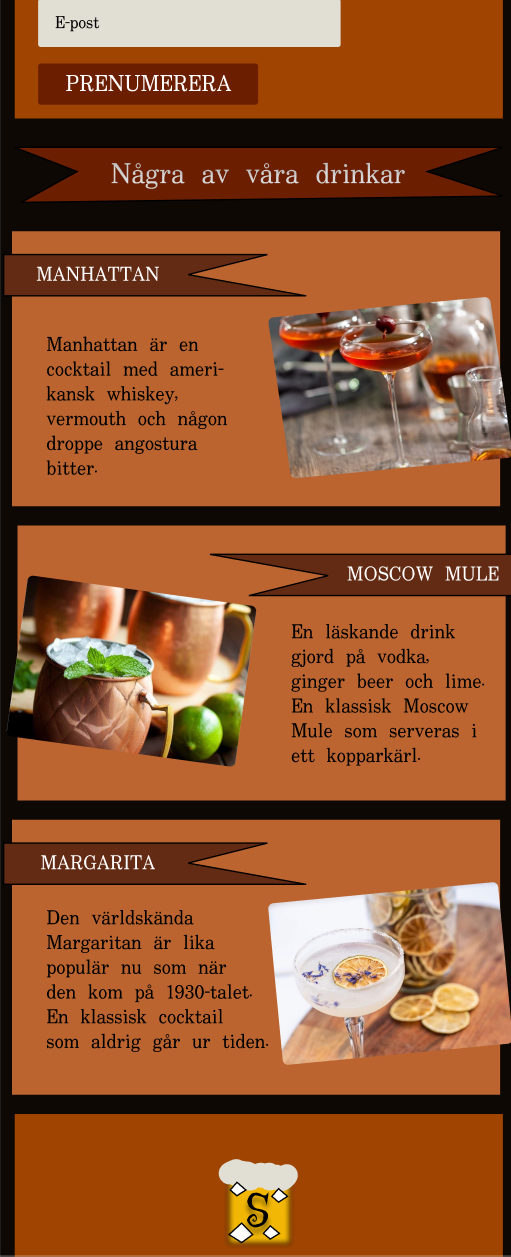 E-post
PRENUMERERA
Några av våra drinkar
MANHATTAN
Manhattan är en
cocktail med ameri-
kansk whiskey,
vermouth och någon
droppe angostura
bitter.
MOSCOW MULE
En läskande drink
gjord på vodka,
ginger beer och lime.
En klassisk Moscow
Mule som serveras i
ett kopparkärl.
MARGARITA
Den världskända
Margaritan är lika
populär nu som när
den kom på 1930-talet.
En klassisk cocktail
som aldrig går ur tiden.
S